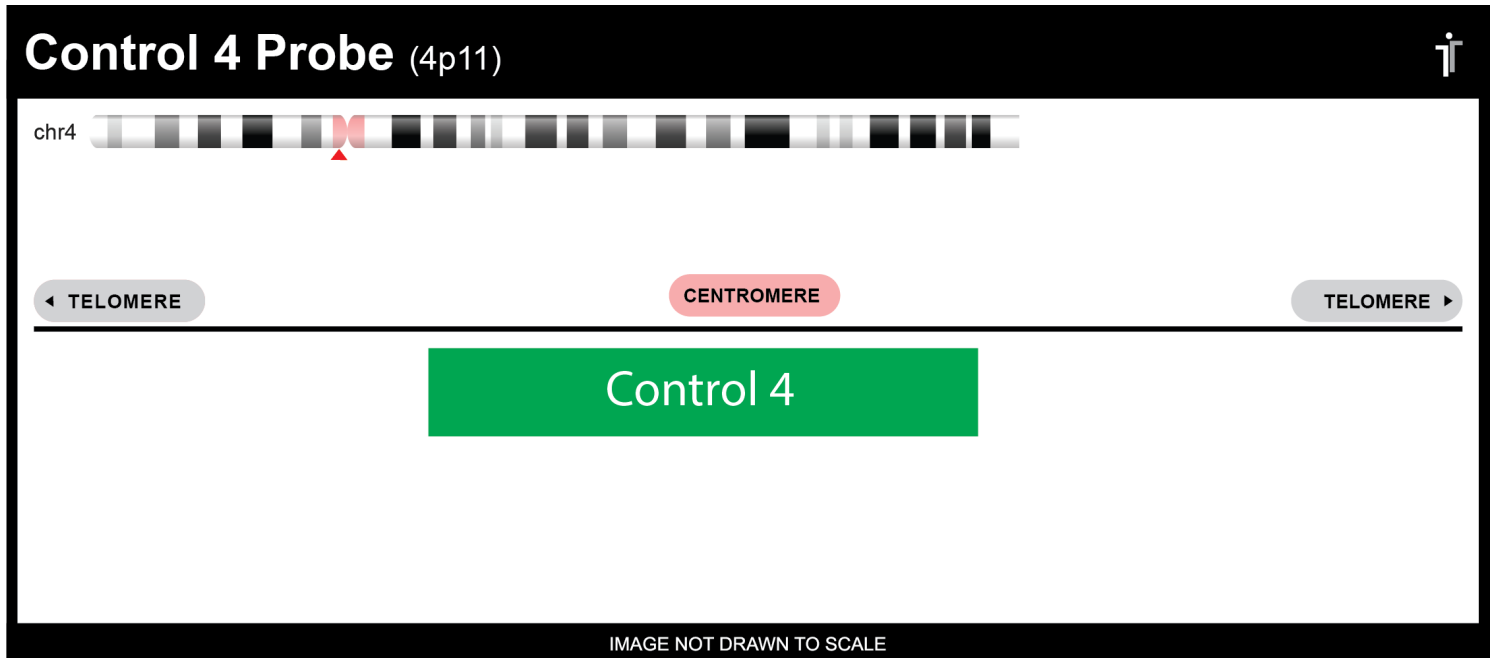 Control 4 Probe (4p11)
chr4
TELOMERE
CENTROMERE
TELOMERE
Control 4
IMAGE NOT DRAWN TO SCALE